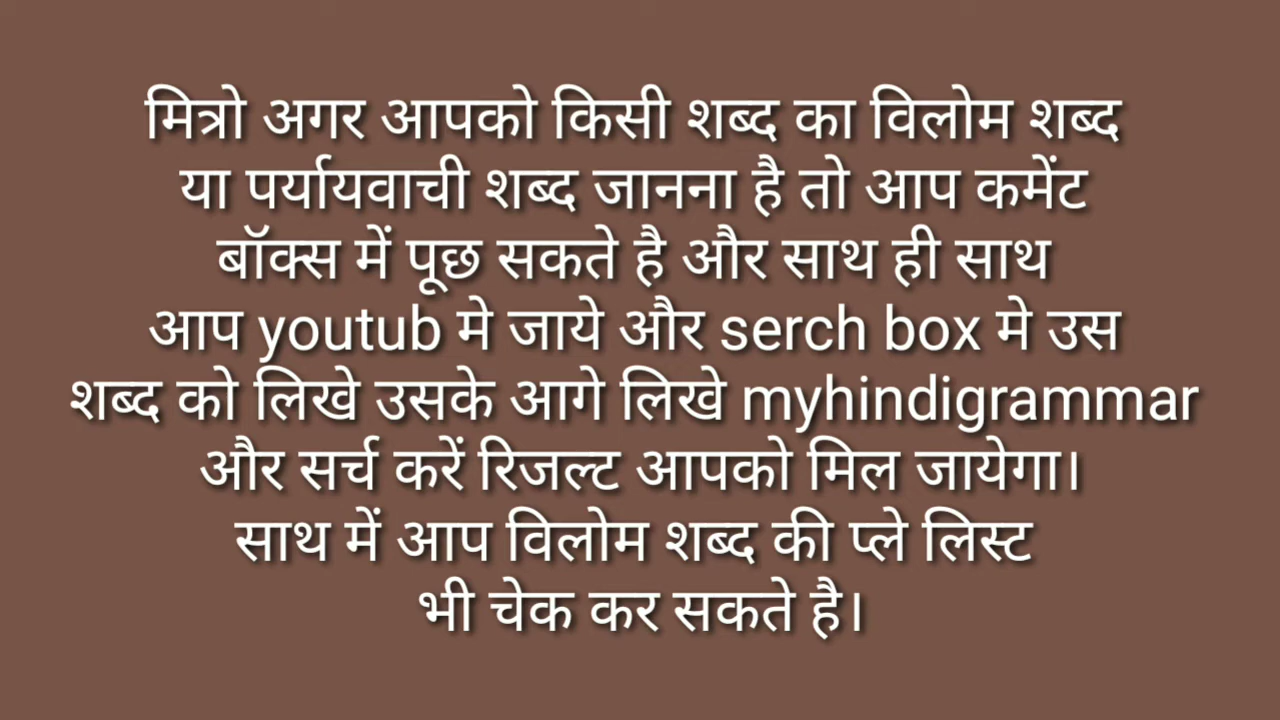 मित्रो अगर आपको किसी शब्द का विलोम शब्द
या पर्यायवाची शब्द जानना है तो आप कमेंट
बॉक्स में पूछ सकते है और साथ ही साथ
आप youtub मे जाये और serch box मे उस
शब्द को लिखे उसके आगे लिखे myhindigrammar
और सर्च करें रिजल्ट आपको मिल जायेगा।
साथ में आप विलोम शब्द की प्ले लिस्ट
भी चेक कर सकते है।